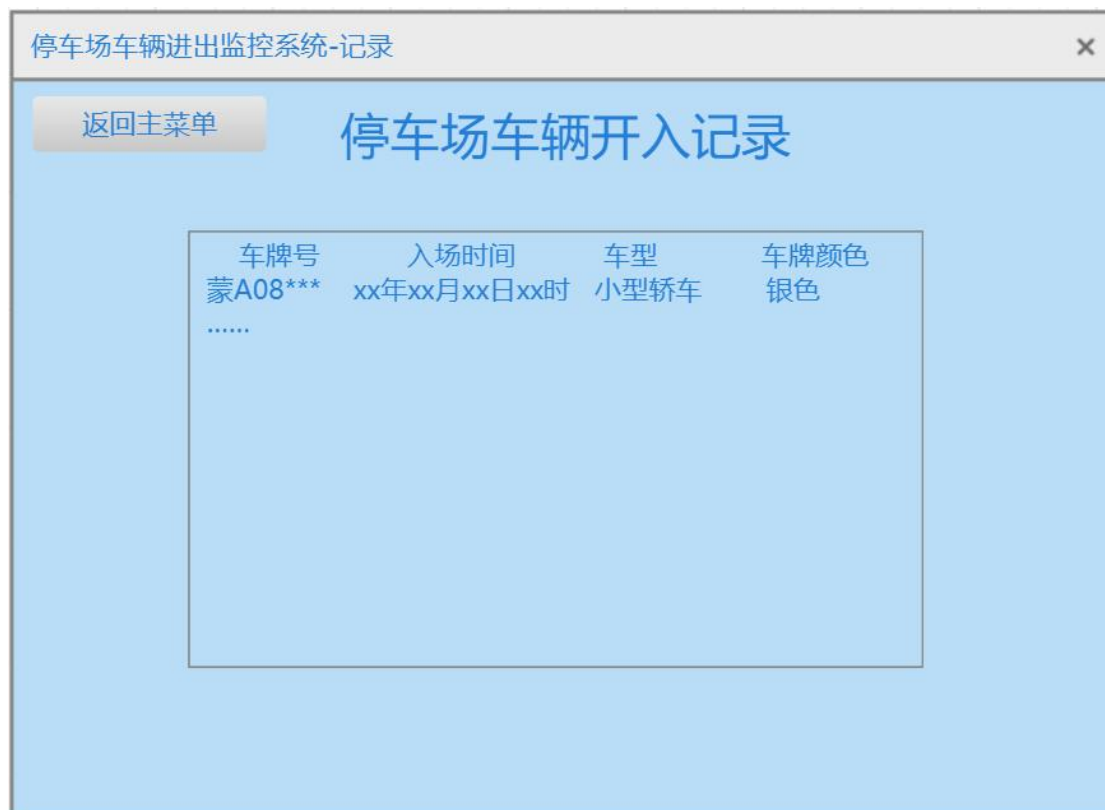 停车场车辆进出监控系统-记录 ×
返回主菜单
停车场车辆开入记录
车牌号 入场时间 车型 车牌颜色
蒙A08*** xx年xx月xx日xx时 小型轿车 银色
......